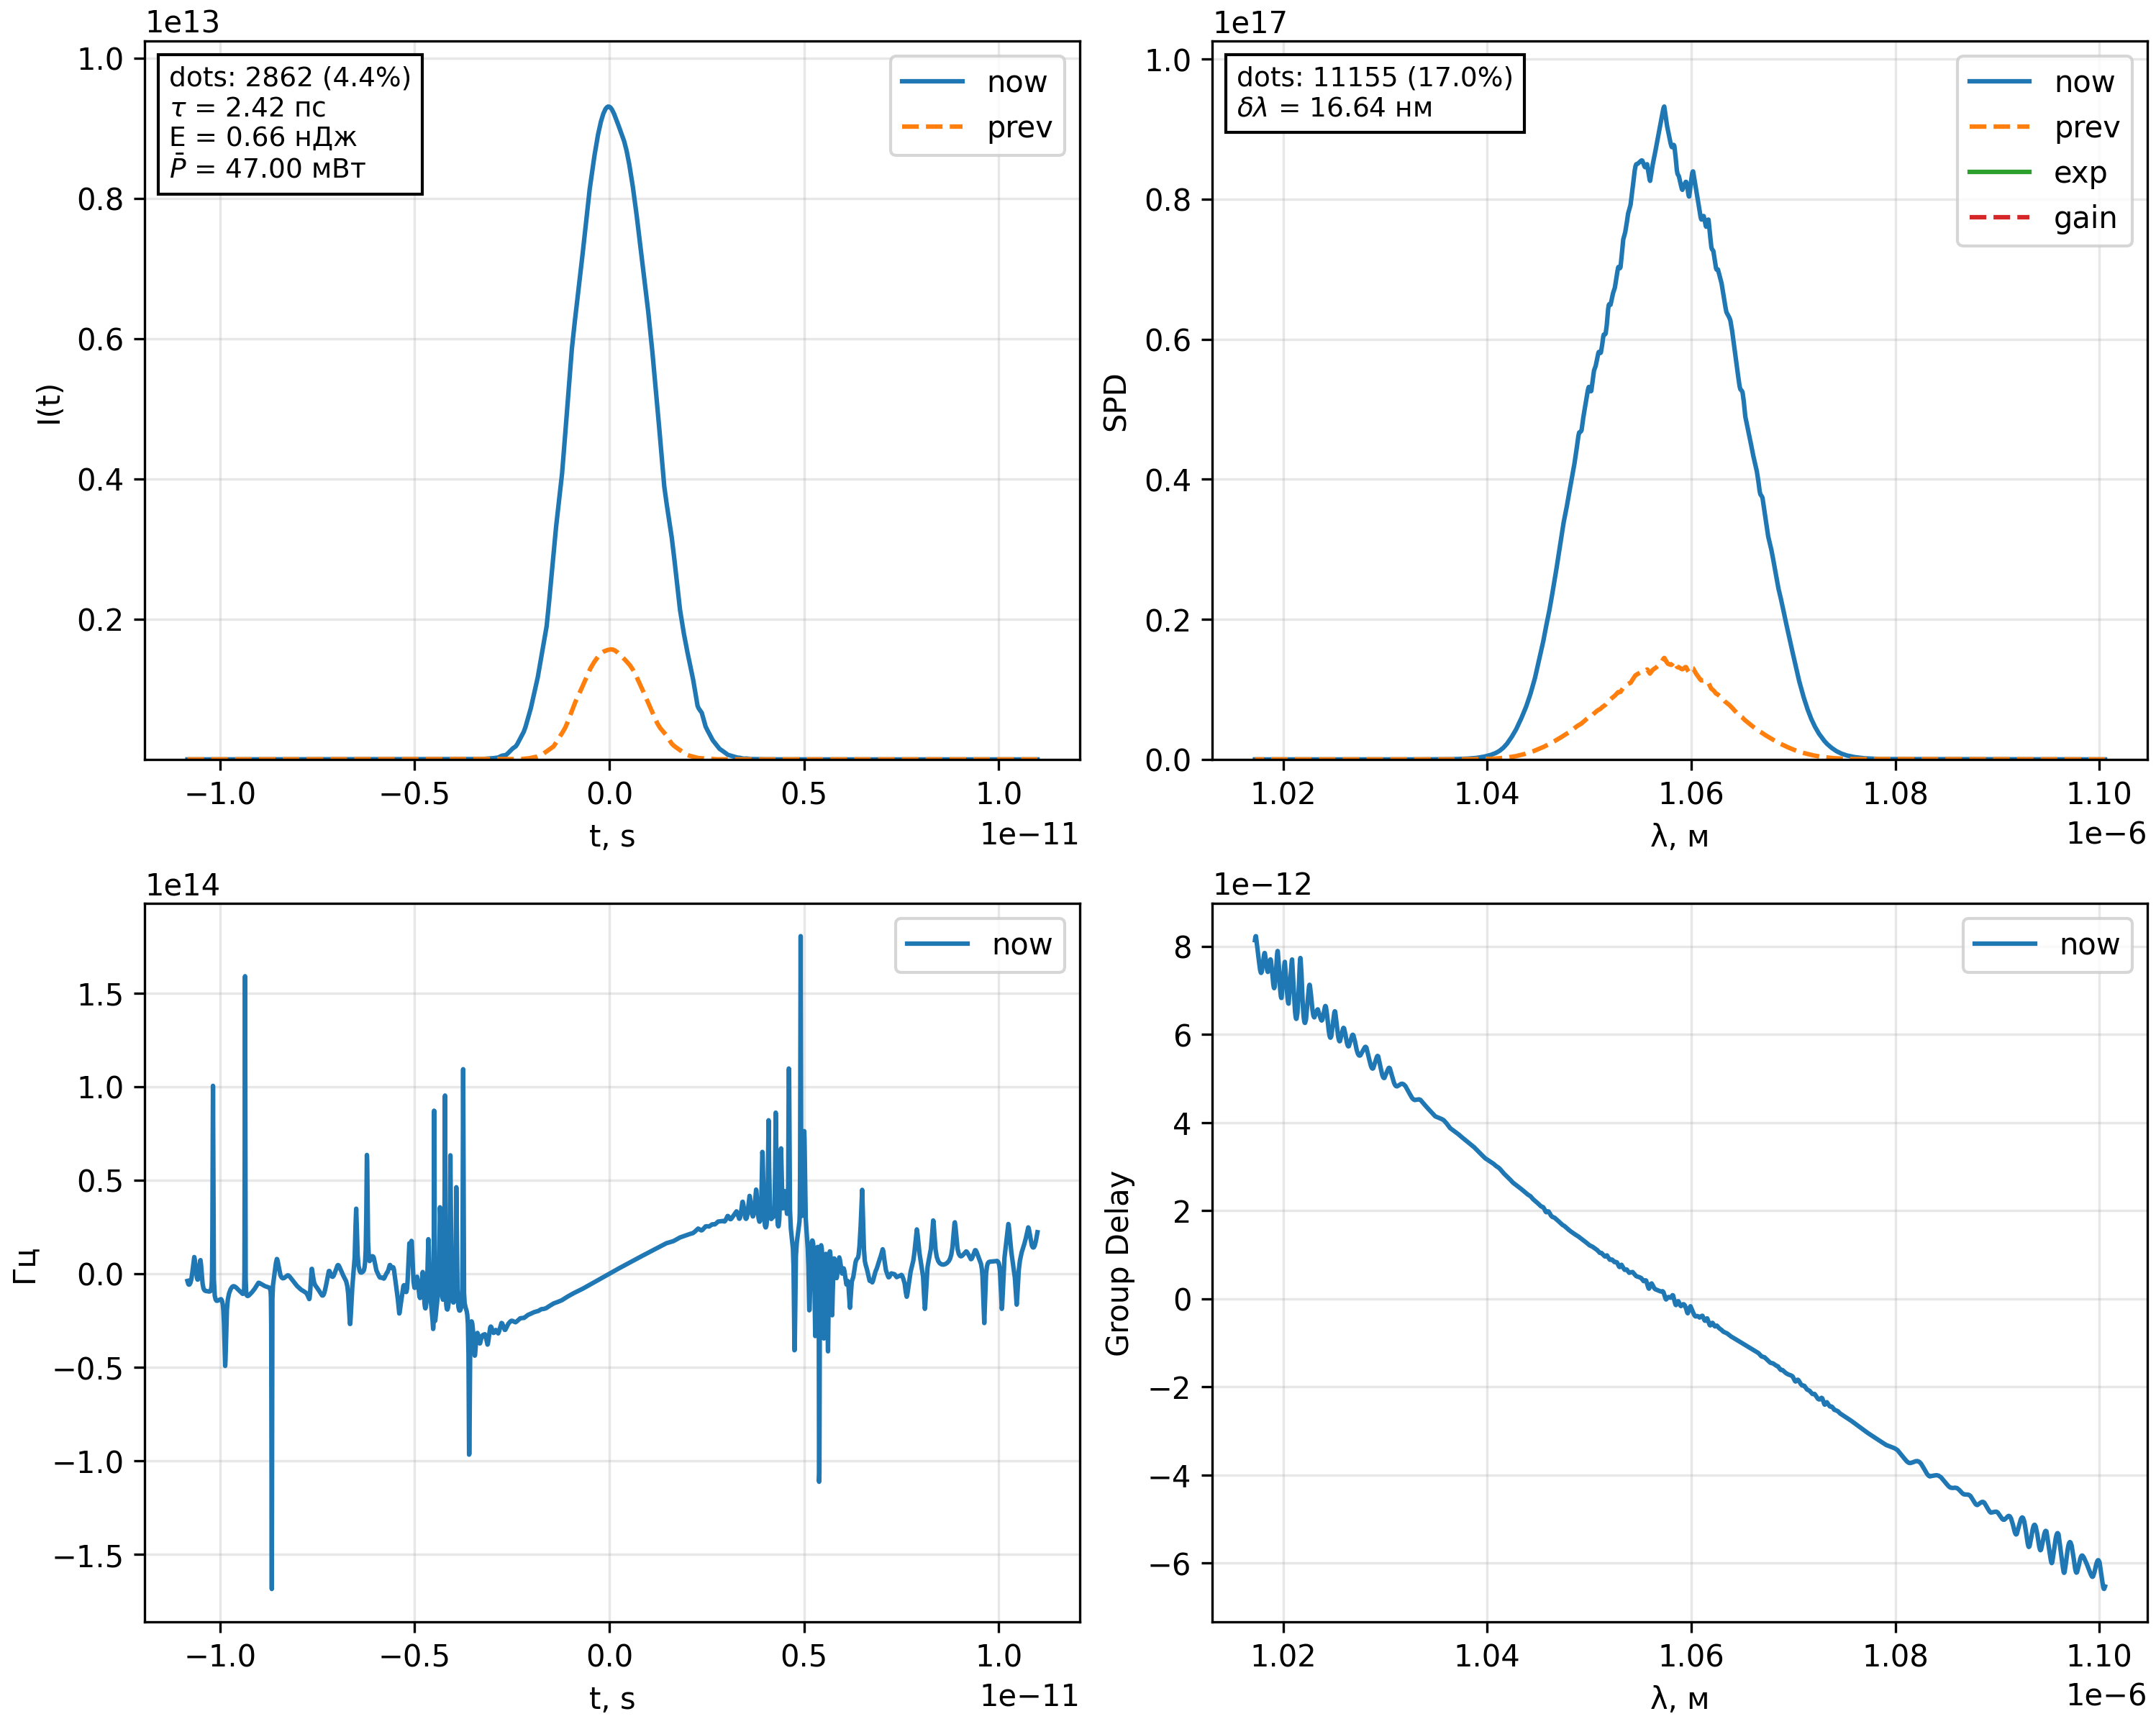 1e13
1.0
0.8
0.6
0.4
0.2
I(t)
dots: 2862 (4.4%)
τ = 2.42 пс
E = 0.66 нДж
P̄ = 47.00 мВт
now
prev
−1.0
−0.5
0.0
0.5
1.0
1e−11
t, s
1e17
1.0
0.8
0.6
0.4
0.2
0.0
SPD
dots: 11155 (17.0%)
δλ = 16.64 нм
now
prev
exp
gain
1.02
1.04
1.06
1.08
1.10
1e−6
λ, м
1e14
1.5
1.0
0.5
0.0
−0.5
−1.0
−1.5
Гц
now
−1.0
−0.5
0.0
0.5
1.0
1e−11
t, s
1e−12
8
6
4
2
0
−2
−4
−6
Group Delay
now
1.02
1.04
1.06
1.08
1.10
1e−6
λ, м